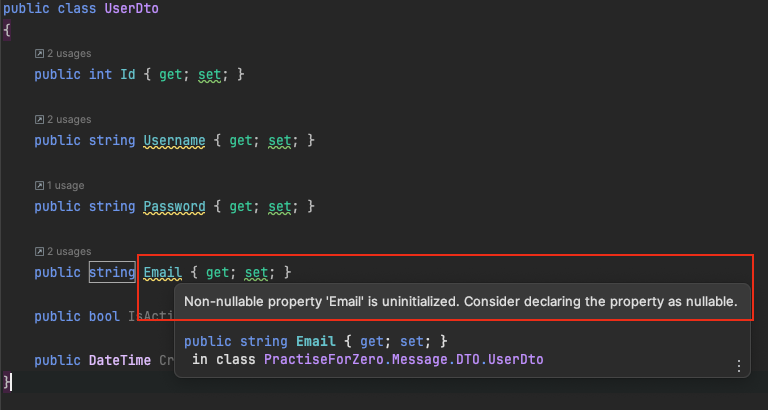 public class UserDto
{
2 usages
public int Id { get; set; }
2 usages
public string Username { get; set; }
1 usage
public string Password { get; set; }
2 usages
public string Email { get; set; }
Non-nullable property 'Email' is uninitialized. Consider declaring the property as nullable.
public bool IsActi
public string Email { get; set; }
in class PractiseForZero.Message.DTO.UserDto
public DateTime Cr
}